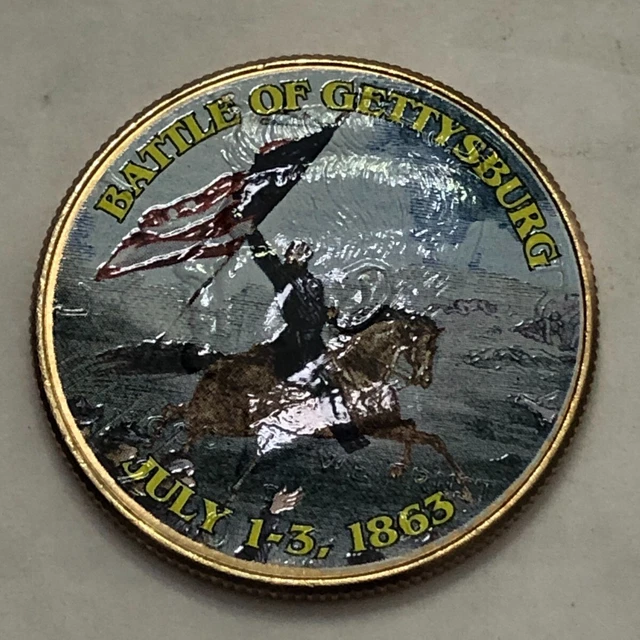 BATTLE OF GETTYSBURG
JULY 1-3, 1863